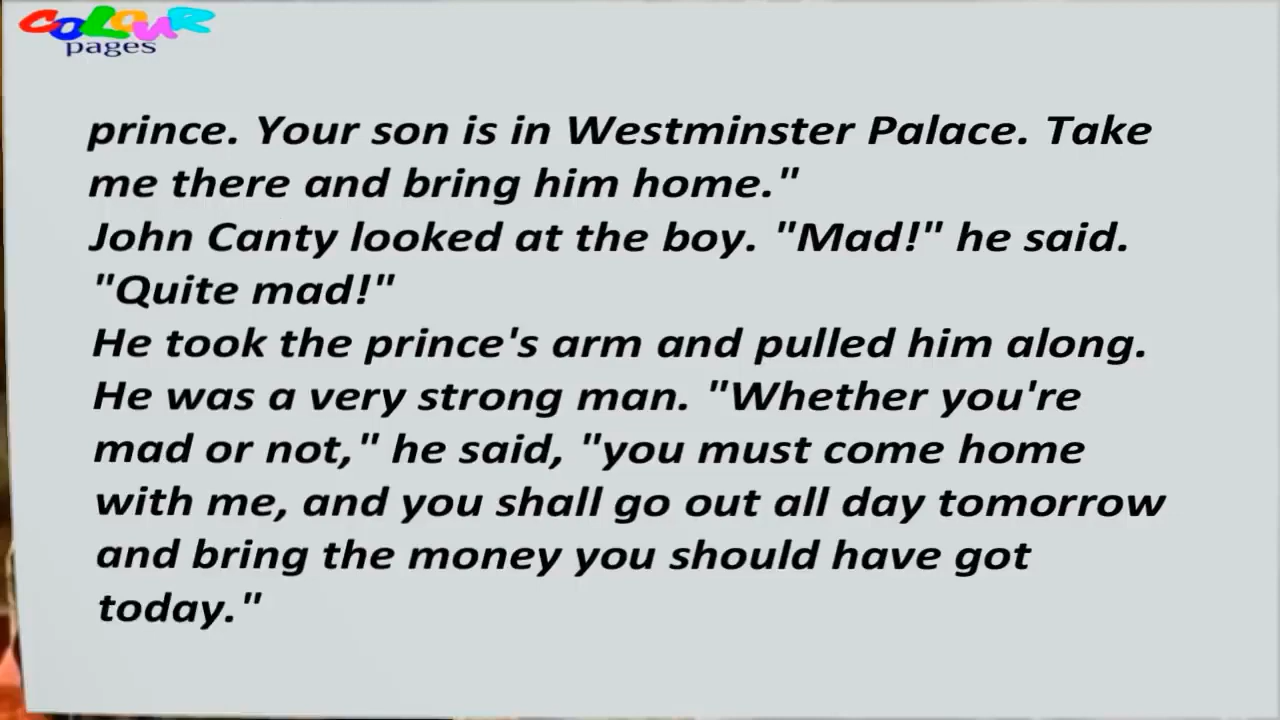 COLOUR
pages
prince. Your son is in Westminster Palace. Take
me there and bring him home."
John Canty looked at the boy. "Mad!" he said.
"Quite mad!"
He took the prince's arm and pulled him along.
He was a very strong man. "Whether you're
mad or not," he said, "you must come home
with me, and you shall go out all day tomorrow
and bring the money you should have got
today."